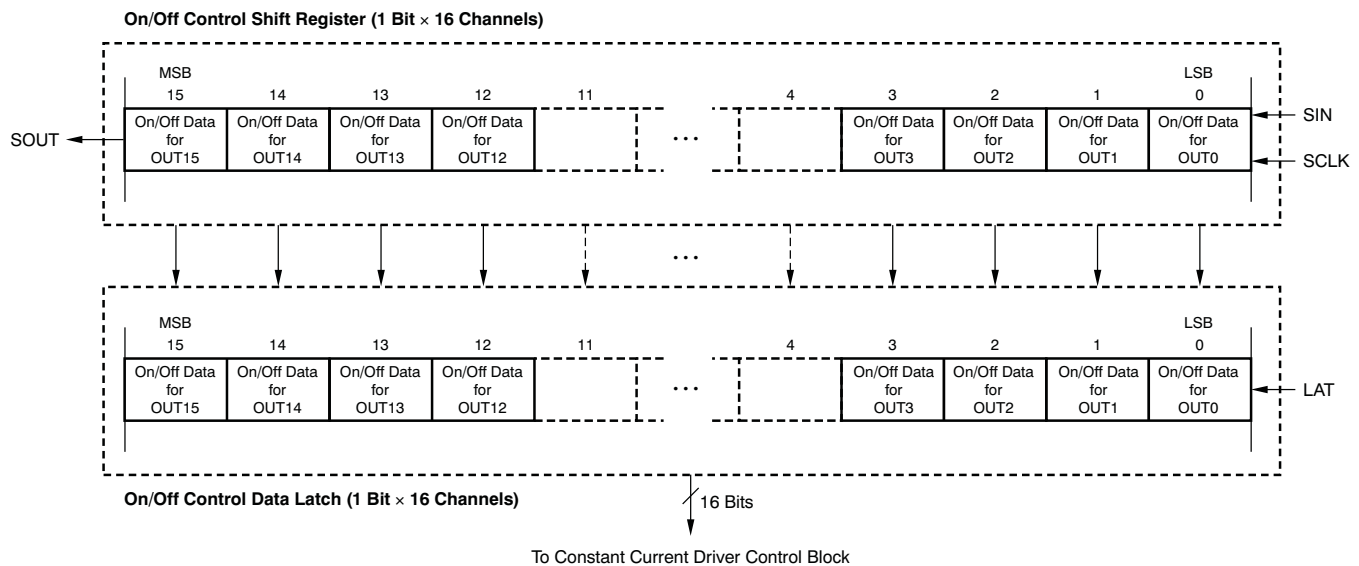 On/Off Control Shift Register (1 Bit × 16 Channels)
MSB LSB
15 14 13 12 11 4 3 2 1 0
SOUT
On/Off Data for OUT15
On/Off Data for OUT14
On/Off Data for OUT13
On/Off Data for OUT12
...
On/Off Data for OUT3
On/Off Data for OUT2
On/Off Data for OUT1
On/Off Data for OUT0
SIN
SCLK
...
MSB LSB
15 14 13 12 11 4 3 2 1 0
On/Off Data for OUT15
On/Off Data for OUT14
On/Off Data for OUT13
On/Off Data for OUT12
...
On/Off Data for OUT3
On/Off Data for OUT2
On/Off Data for OUT1
On/Off Data for OUT0
LAT
On/Off Control Data Latch (1 Bit × 16 Channels)
16 Bits
To Constant Current Driver Control Block